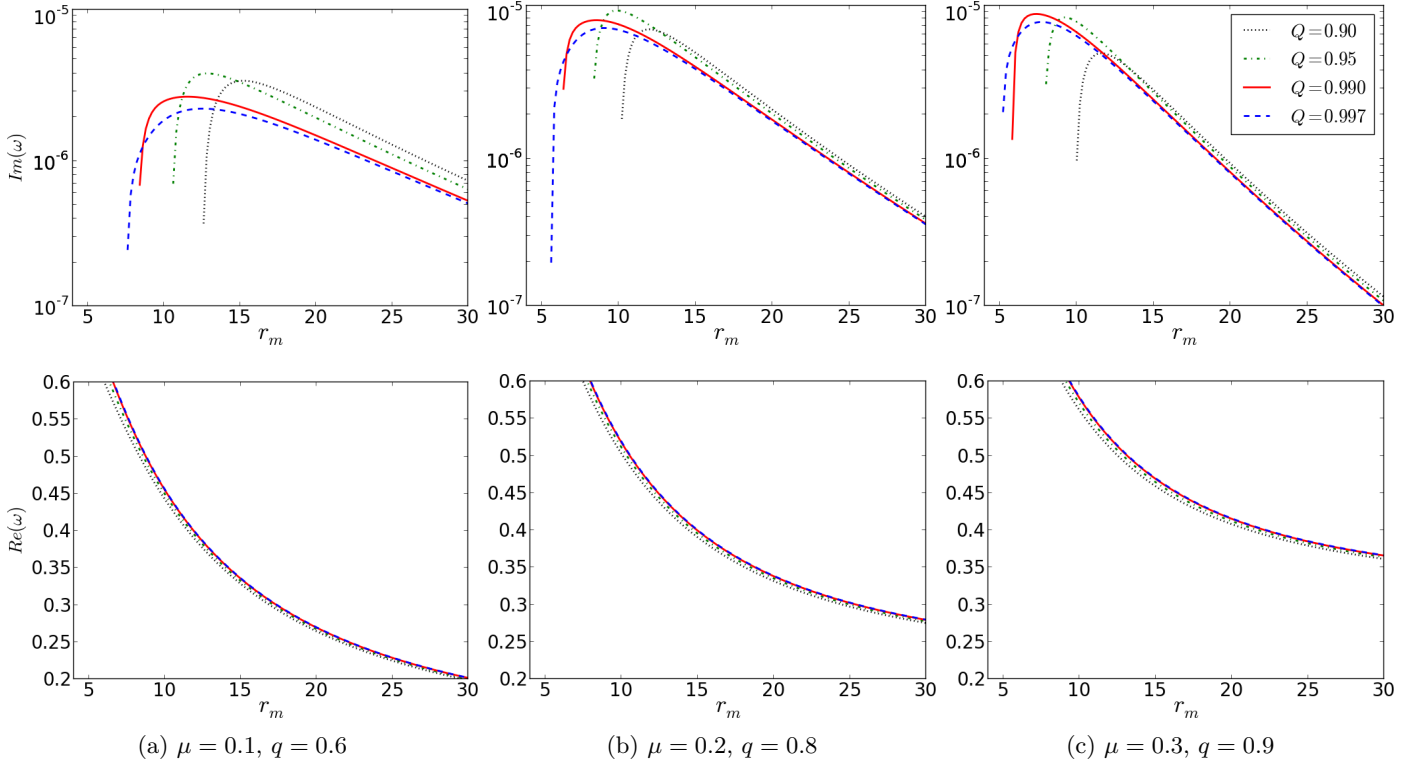 10⁻⁵
10⁻⁶
10⁻⁷
Im(ω)
5 10 15 20 25 30
r_m
10⁻⁵
10⁻⁶
10⁻⁷
5 10 15 20 25 30
r_m
10⁻⁵
10⁻⁶
10⁻⁷
5 10 15 20 25 30
r_m
Q = 0.90
Q = 0.95
Q = 0.990
Q = 0.997
0.6
0.55
0.5
0.45
0.4
0.35
0.3
0.25
0.2
Re(ω)
5 10 15 20 25 30
r_m
0.6
0.55
0.5
0.45
0.4
0.35
0.3
0.25
0.2
5 10 15 20 25 30
r_m
0.6
0.55
0.5
0.45
0.4
0.35
0.3
0.25
0.2
5 10 15 20 25 30
r_m
(a) μ = 0.1, q = 0.6
(b) μ = 0.2, q = 0.8
(c) μ = 0.3, q = 0.9